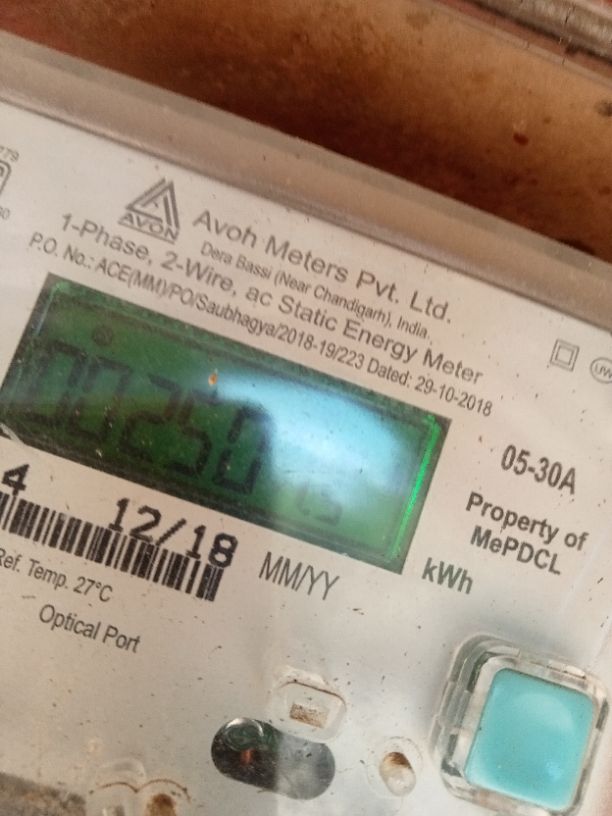 AVON
Avon Meters Pvt. Ltd.
Dera Bassi (Near Chandigarh), India.
1-Phase, 2-Wire, ac Static Energy Meter
P.O. No.: ACE(MM)/PO/Saubhagya/2018-19/223 Dated: 29-10-2018
00250
05-30A
Property of
MePDCL
kWh
4
12/18
MM/YY
Ref. Temp. 27°C
Optical Port